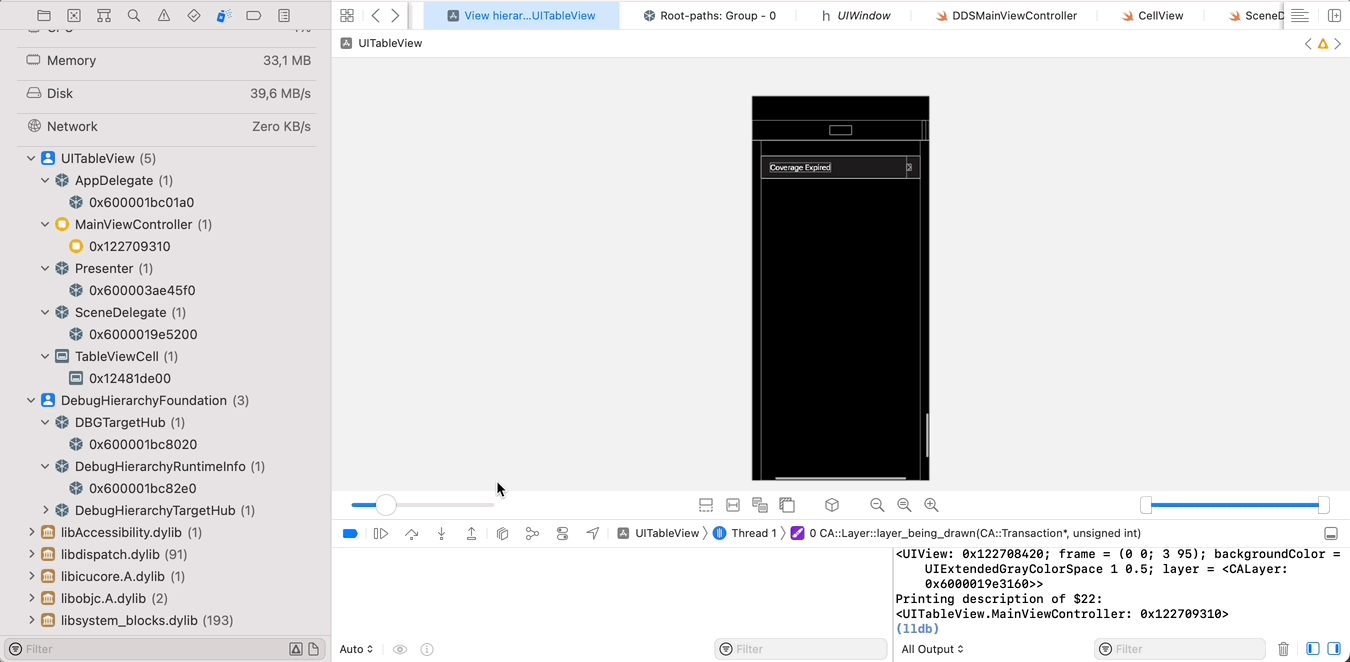 View hierar...UITableView
Root-paths: Group - 0
h UIWindow
DDSMainViewController
CellView
UITableView
Memory 33,1 MB
Disk 39,6 MB/s
Network Zero KB/s
UITableView (5)
AppDelegate (1)
0x600001bc01a0
MainViewController (1)
0x122709310
Presenter (1)
0x600003ae45f0
SceneDelegate (1)
0x6000019e5200
TableViewCell (1)
0x12481de00
DebugHierarchyFoundation (3)
DBGTargetHub (1)
0x600001bc8020
DebugHierarchyRuntimeInfo (1)
0x600001bc82e0
DebugHierarchyTargetHub (1)
libAccessibility.dylib (1)
libdispatch.dylib (91)
libicucore.A.dylib (1)
libobjc.A.dylib (2)
libsystem_blocks.dylib (193)
Filter
Coverage Expired
UITableView
Thread 1
0 CA::Layer::layer_being_drawn(CA::Transaction*, unsigned int)
<UIView: 0x122708420; frame = (0 0; 3 95); backgroundColor =
UIExtendedGrayColorSpace 1 0.5; layer = <CALayer:
0x6000019e3160>>
Printing description of $22:
<UITableView.MainViewController: 0x122709310>
(lldb)
Auto
Filter
All Output
Filter